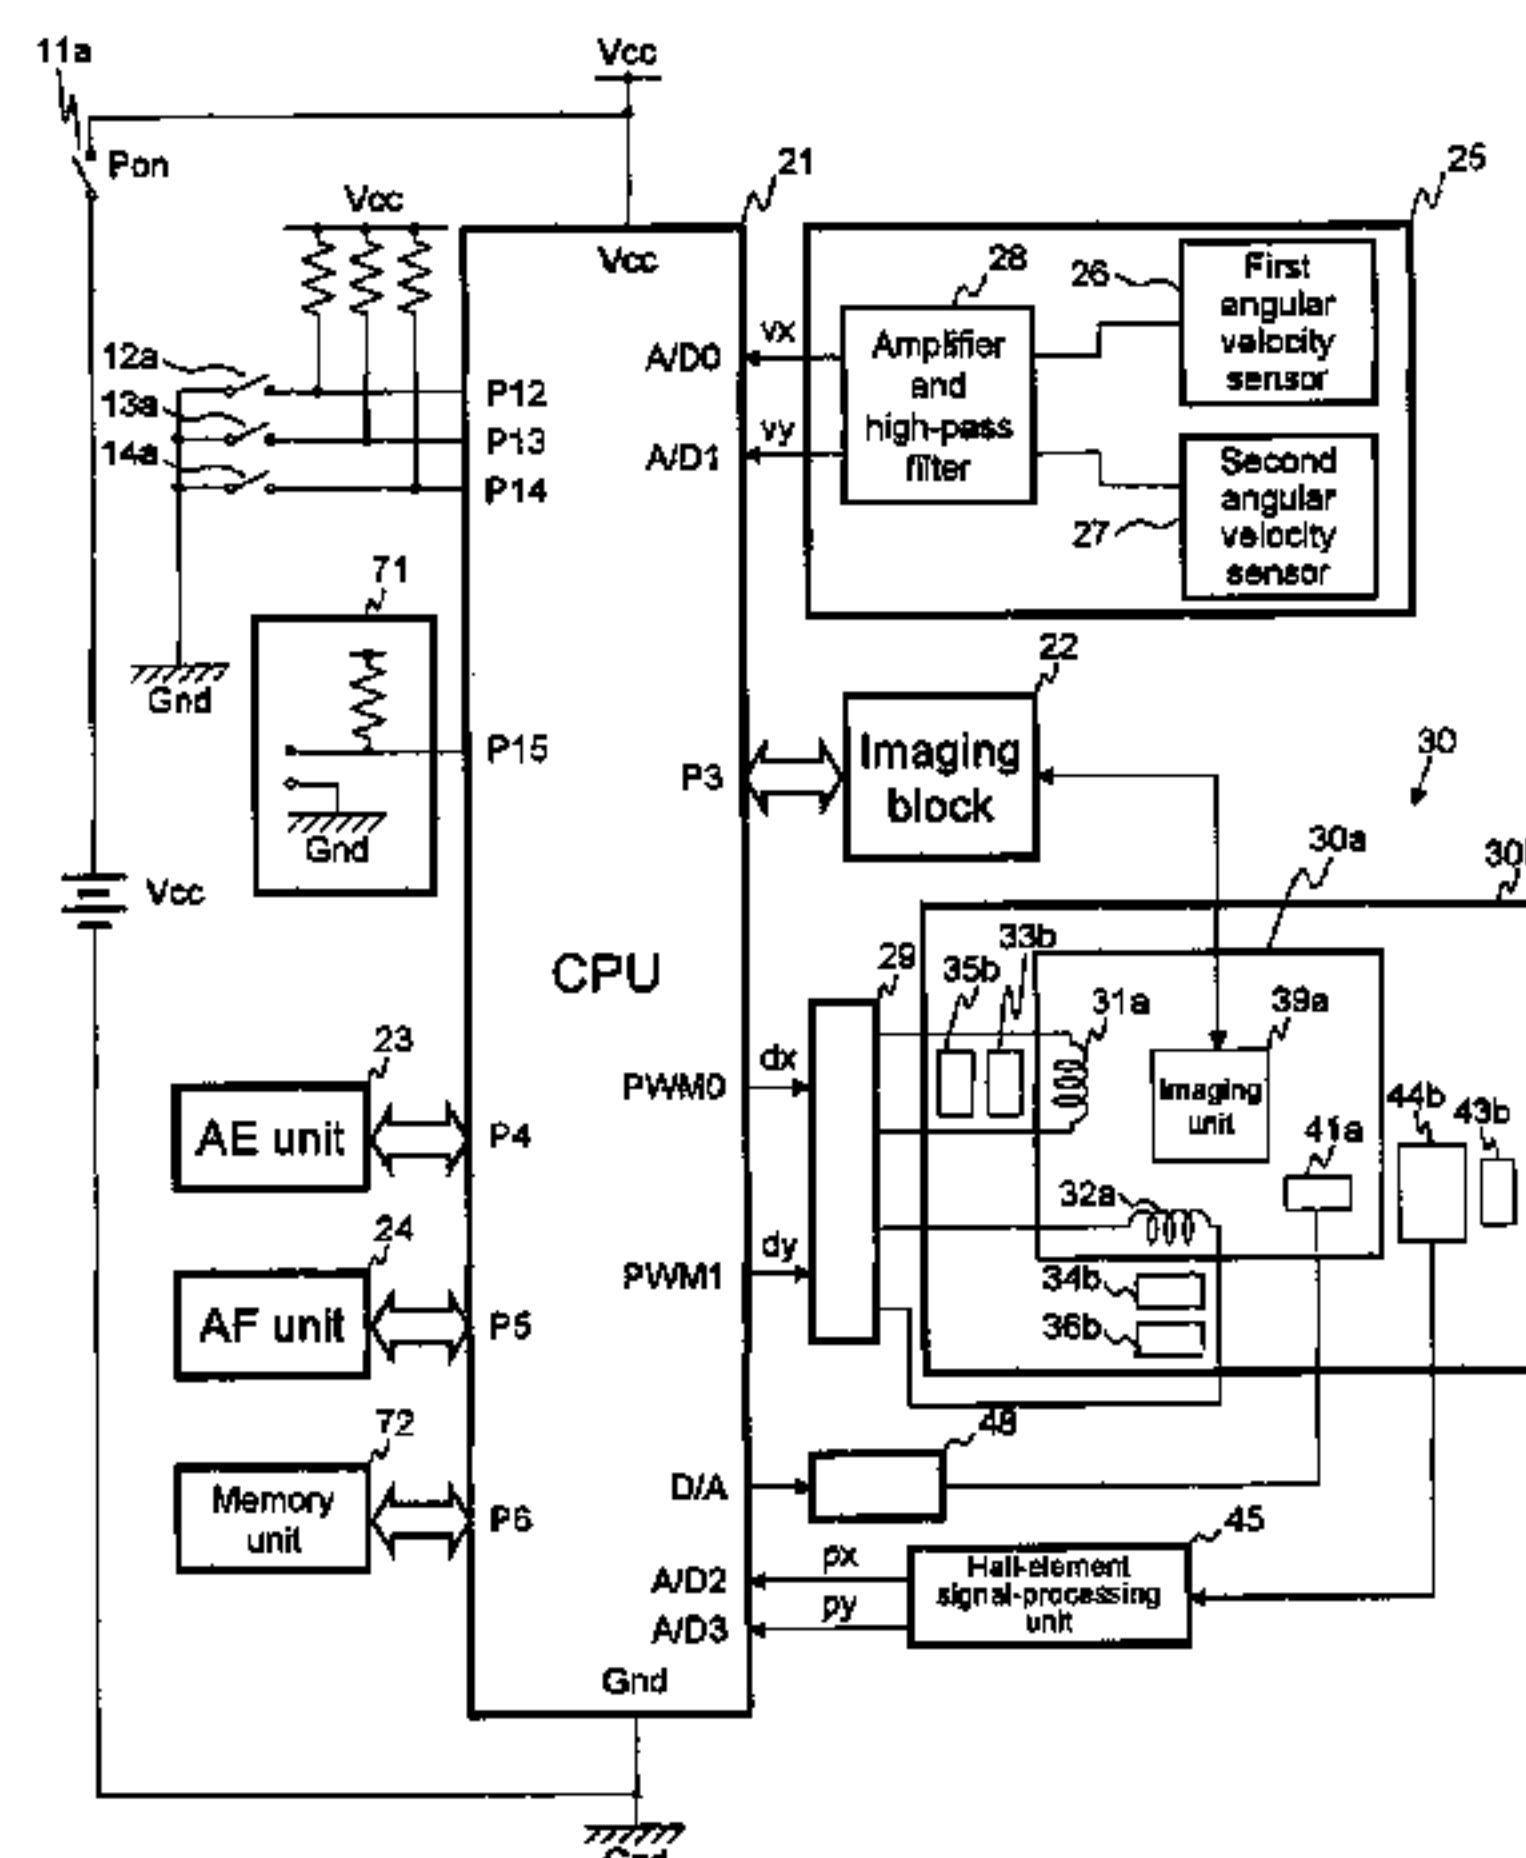 11a
Vcc
Pon
Vcc
21
25
Vcc
28
26
First
angular
velocity
sensor
12a
13a
14a
P12
P13
P14
A/D0
A/D1
vx
vy
Amplifier
and
high-pass
filter
Second
angular
velocity
sensor
27
71
Gnd
22
P15
P3
Imaging
block
30
Gnd
30a
Vcc
CPU
29
35b
33b
31a
39a
23
PWM0
dx
Imaging
unit
44b
43b
AE unit
P4
41a
32a
24
PWM1
dy
34b
AF unit
P5
36b
72
48
Memory
unit
P6
D/A
45
A/D2
px
Hall-element
signal-processing
unit
A/D3
py
Gnd